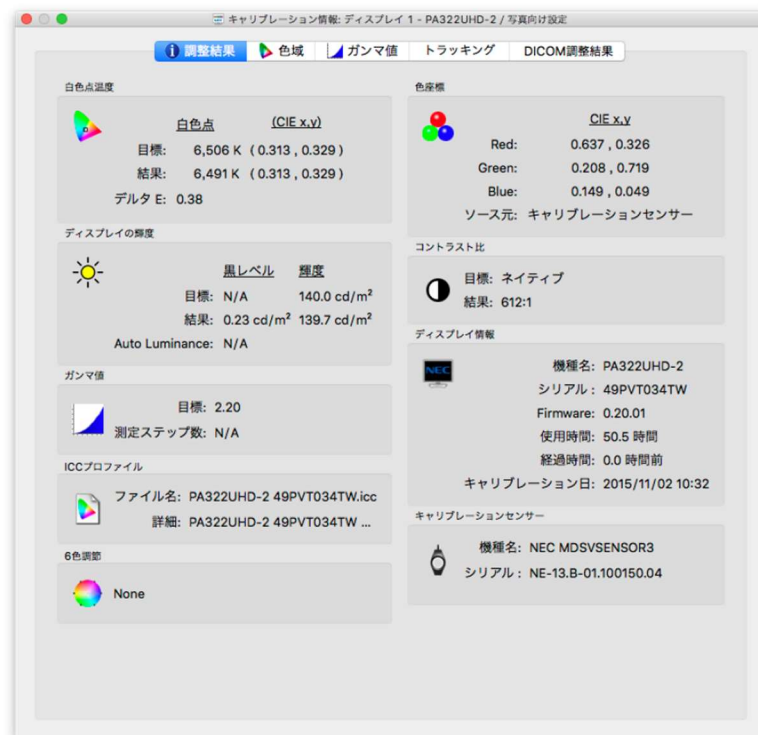 キャリブレーション情報: ディスプレイ 1 - PA322UHD-2 / 写真向け設定
調整結果 色域 ガンマ値 トラッキング DICOM調整結果
白色点温度
白色点 (CIE x,y)
目標: 6,506 K ( 0.313 , 0.329 )
結果: 6,491 K ( 0.313 , 0.329 )
デルタ E: 0.38
ディスプレイの輝度
黒レベル 輝度
目標: N/A 140.0 cd/m²
結果: 0.23 cd/m² 139.7 cd/m²
Auto Luminance: N/A
ガンマ値
目標: 2.20
測定ステップ数: N/A
ICCプロファイル
ファイル名: PA322UHD-2 49PVT034TW.icc
詳細: PA322UHD-2 49PVT034TW ...
6色調節
None
色座標
CIE x,y
Red: 0.637 , 0.326
Green: 0.208 , 0.719
Blue: 0.149 , 0.049
ソース元: キャリブレーションセンサー
コントラスト比
目標: ネイティブ
結果: 612:1
ディスプレイ情報
NEC
機種名: PA322UHD-2
シリアル : 49PVT034TW
Firmware: 0.20.01
使用時間: 50.5 時間
経過時間: 0.0 時間前
キャリブレーション日: 2015/11/02 10:32
キャリブレーションセンサー
機種名: NEC MDSVSENSOR3
シリアル : NE-13.B-01.100150.04